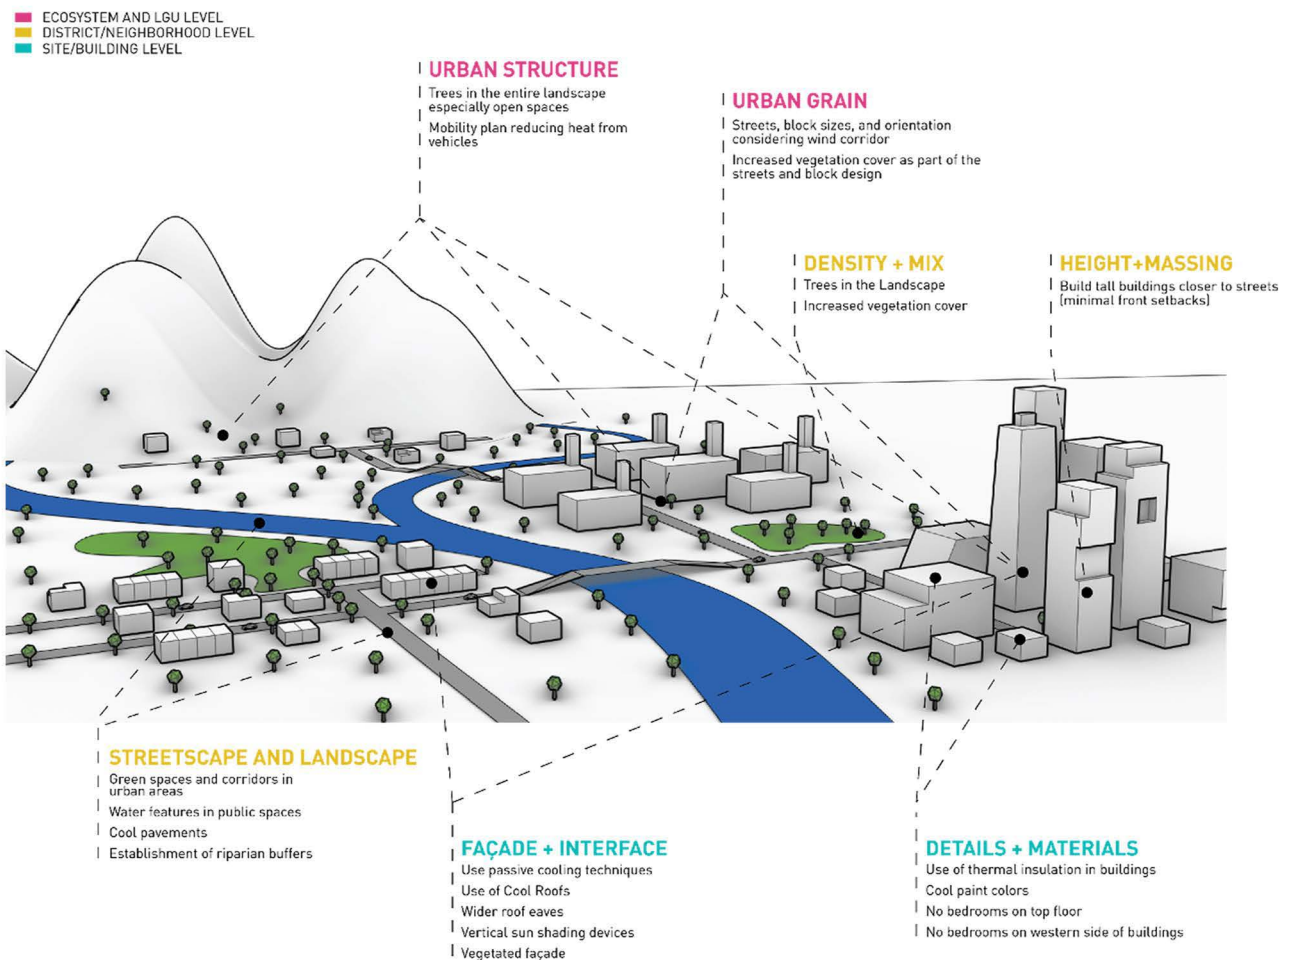 ECOSYSTEM AND LGU LEVEL
DISTRICT/NEIGHBORHOOD LEVEL
SITE/BUILDING LEVEL
URBAN STRUCTURE
Trees in the entire landscape
especially open spaces
Mobility plan reducing heat from
vehicles
URBAN GRAIN
Streets, block sizes, and orientation
considering wind corridor
Increased vegetation cover as part of the
streets and block design
DENSITY + MIX
Trees in the Landscape
Increased vegetation cover
HEIGHT+MASSING
Build tall buildings closer to streets
(minimal front setbacks)
STREETSCAPE AND LANDSCAPE
Green spaces and corridors in
urban areas
Water features in public spaces
Cool pavements
Establishment of riparian buffers
FAÇADE + INTERFACE
Use passive cooling techniques
Use of Cool Roofs
Wider roof eaves
Vertical sun shading devices
Vegetated façade
DETAILS + MATERIALS
Use of thermal insulation in buildings
Cool paint colors
No bedrooms on top floor
No bedrooms on western side of buildings